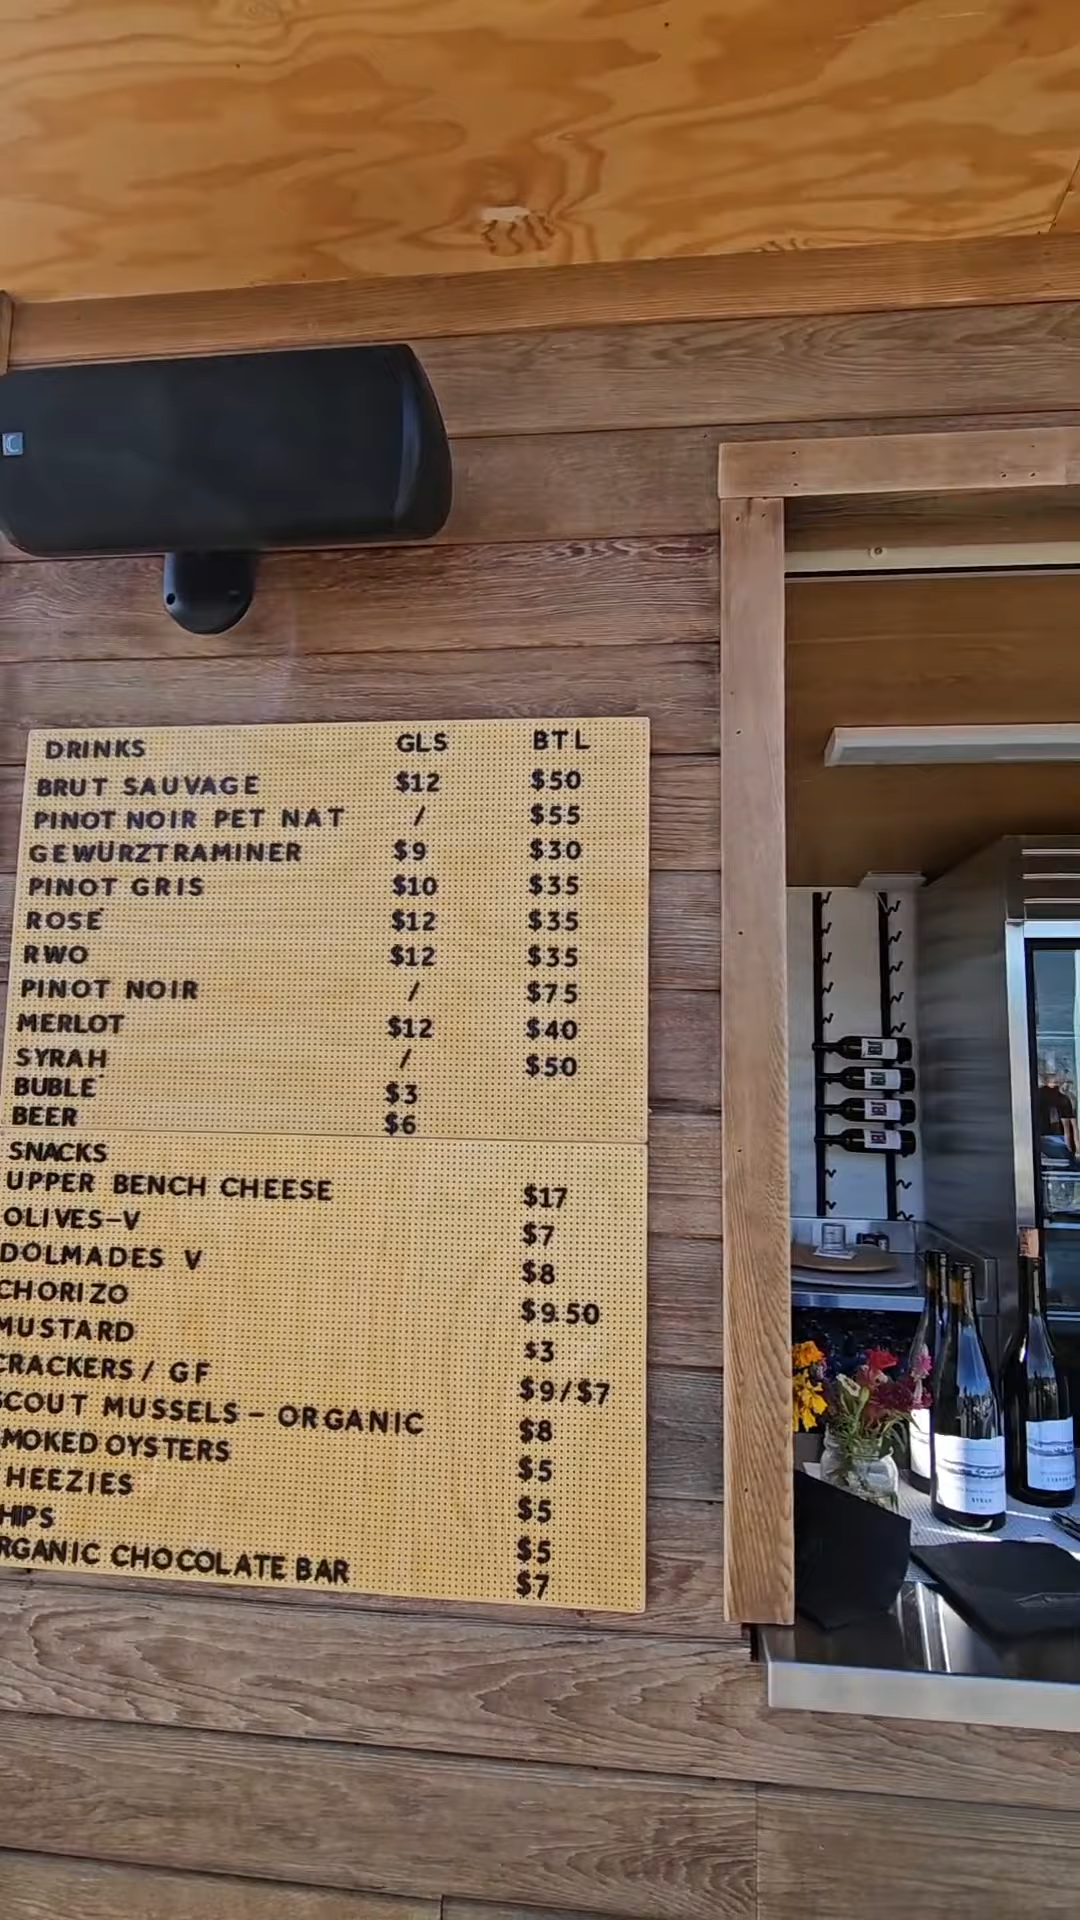 DRINKS GLS BTL
BRUT SAUVAGE $12 $50
PINOT NOIR PET NAT / $55
GEWÜRZTRAMINER $9 $30
PINOT GRIS $10 $35
ROSÉ $12 $35
RWO $12 $35
PINOT NOIR / $75
MERLOT $12 $40
SYRAH / $50
BUBLE' $3
BEER $6
SNACKS
UPPER BENCH CHEESE $17
OLIVES-V $7
DOLMADES V $8
CHORIZO $9.50
MUSTARD $3
CRACKERS / GF $9/$7
SCOUT MUSSELS - ORGANIC $8
MOKED OYSTERS $5
HEEZIES $5
HIPS $5
RGANIC CHOCOLATE BAR $7
SYRAH